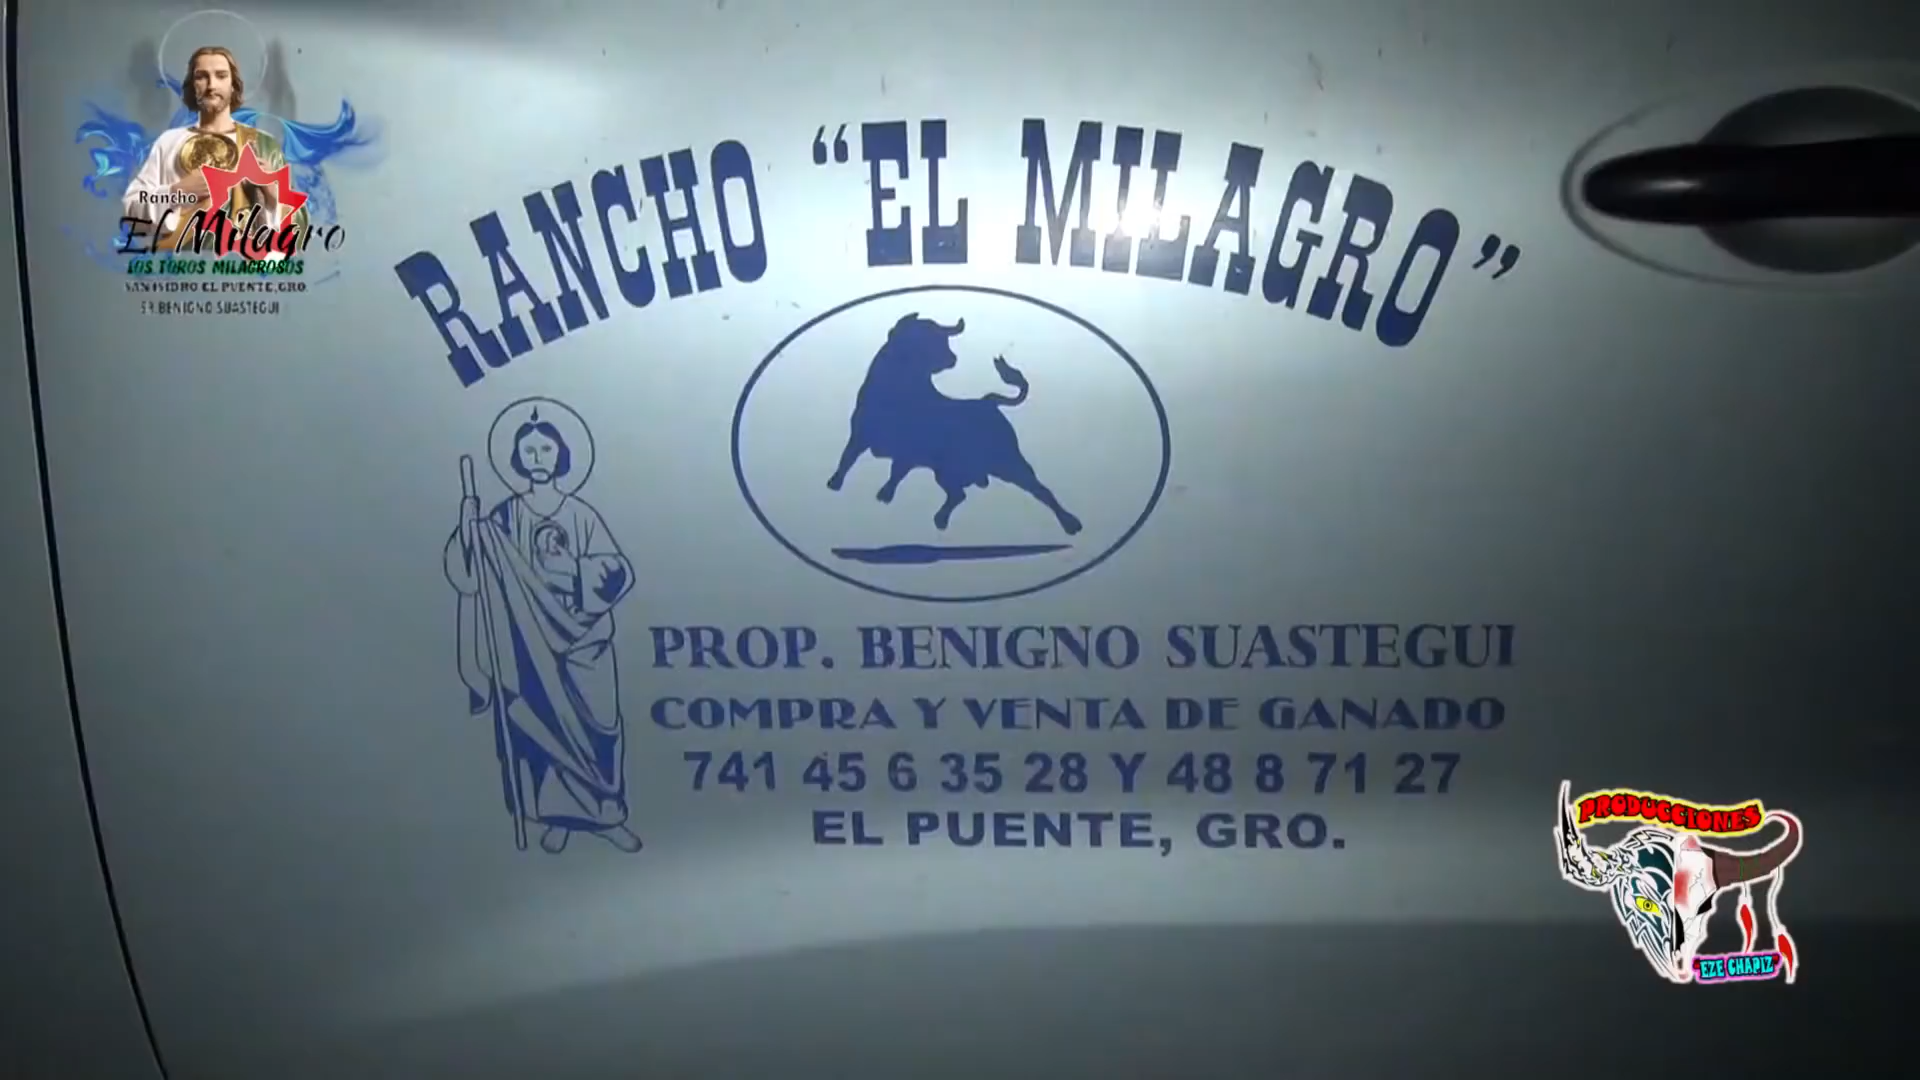 Rancho
El Milagro
LOS TOROS MILAGROSOS
SAN ISIDRO EL PUENTE,GRO
SR.BENIGNO SUASTEGUI
RANCHO "EL MILAGRO"
PROP. BENIGNO SUASTEGUI
COMPRA Y VENTA DE GANADO
741 45 6 35 28 Y 48 8 71 27
EL PUENTE, GRO.
PRODUCCIONES
"EZE CHAPIZ"